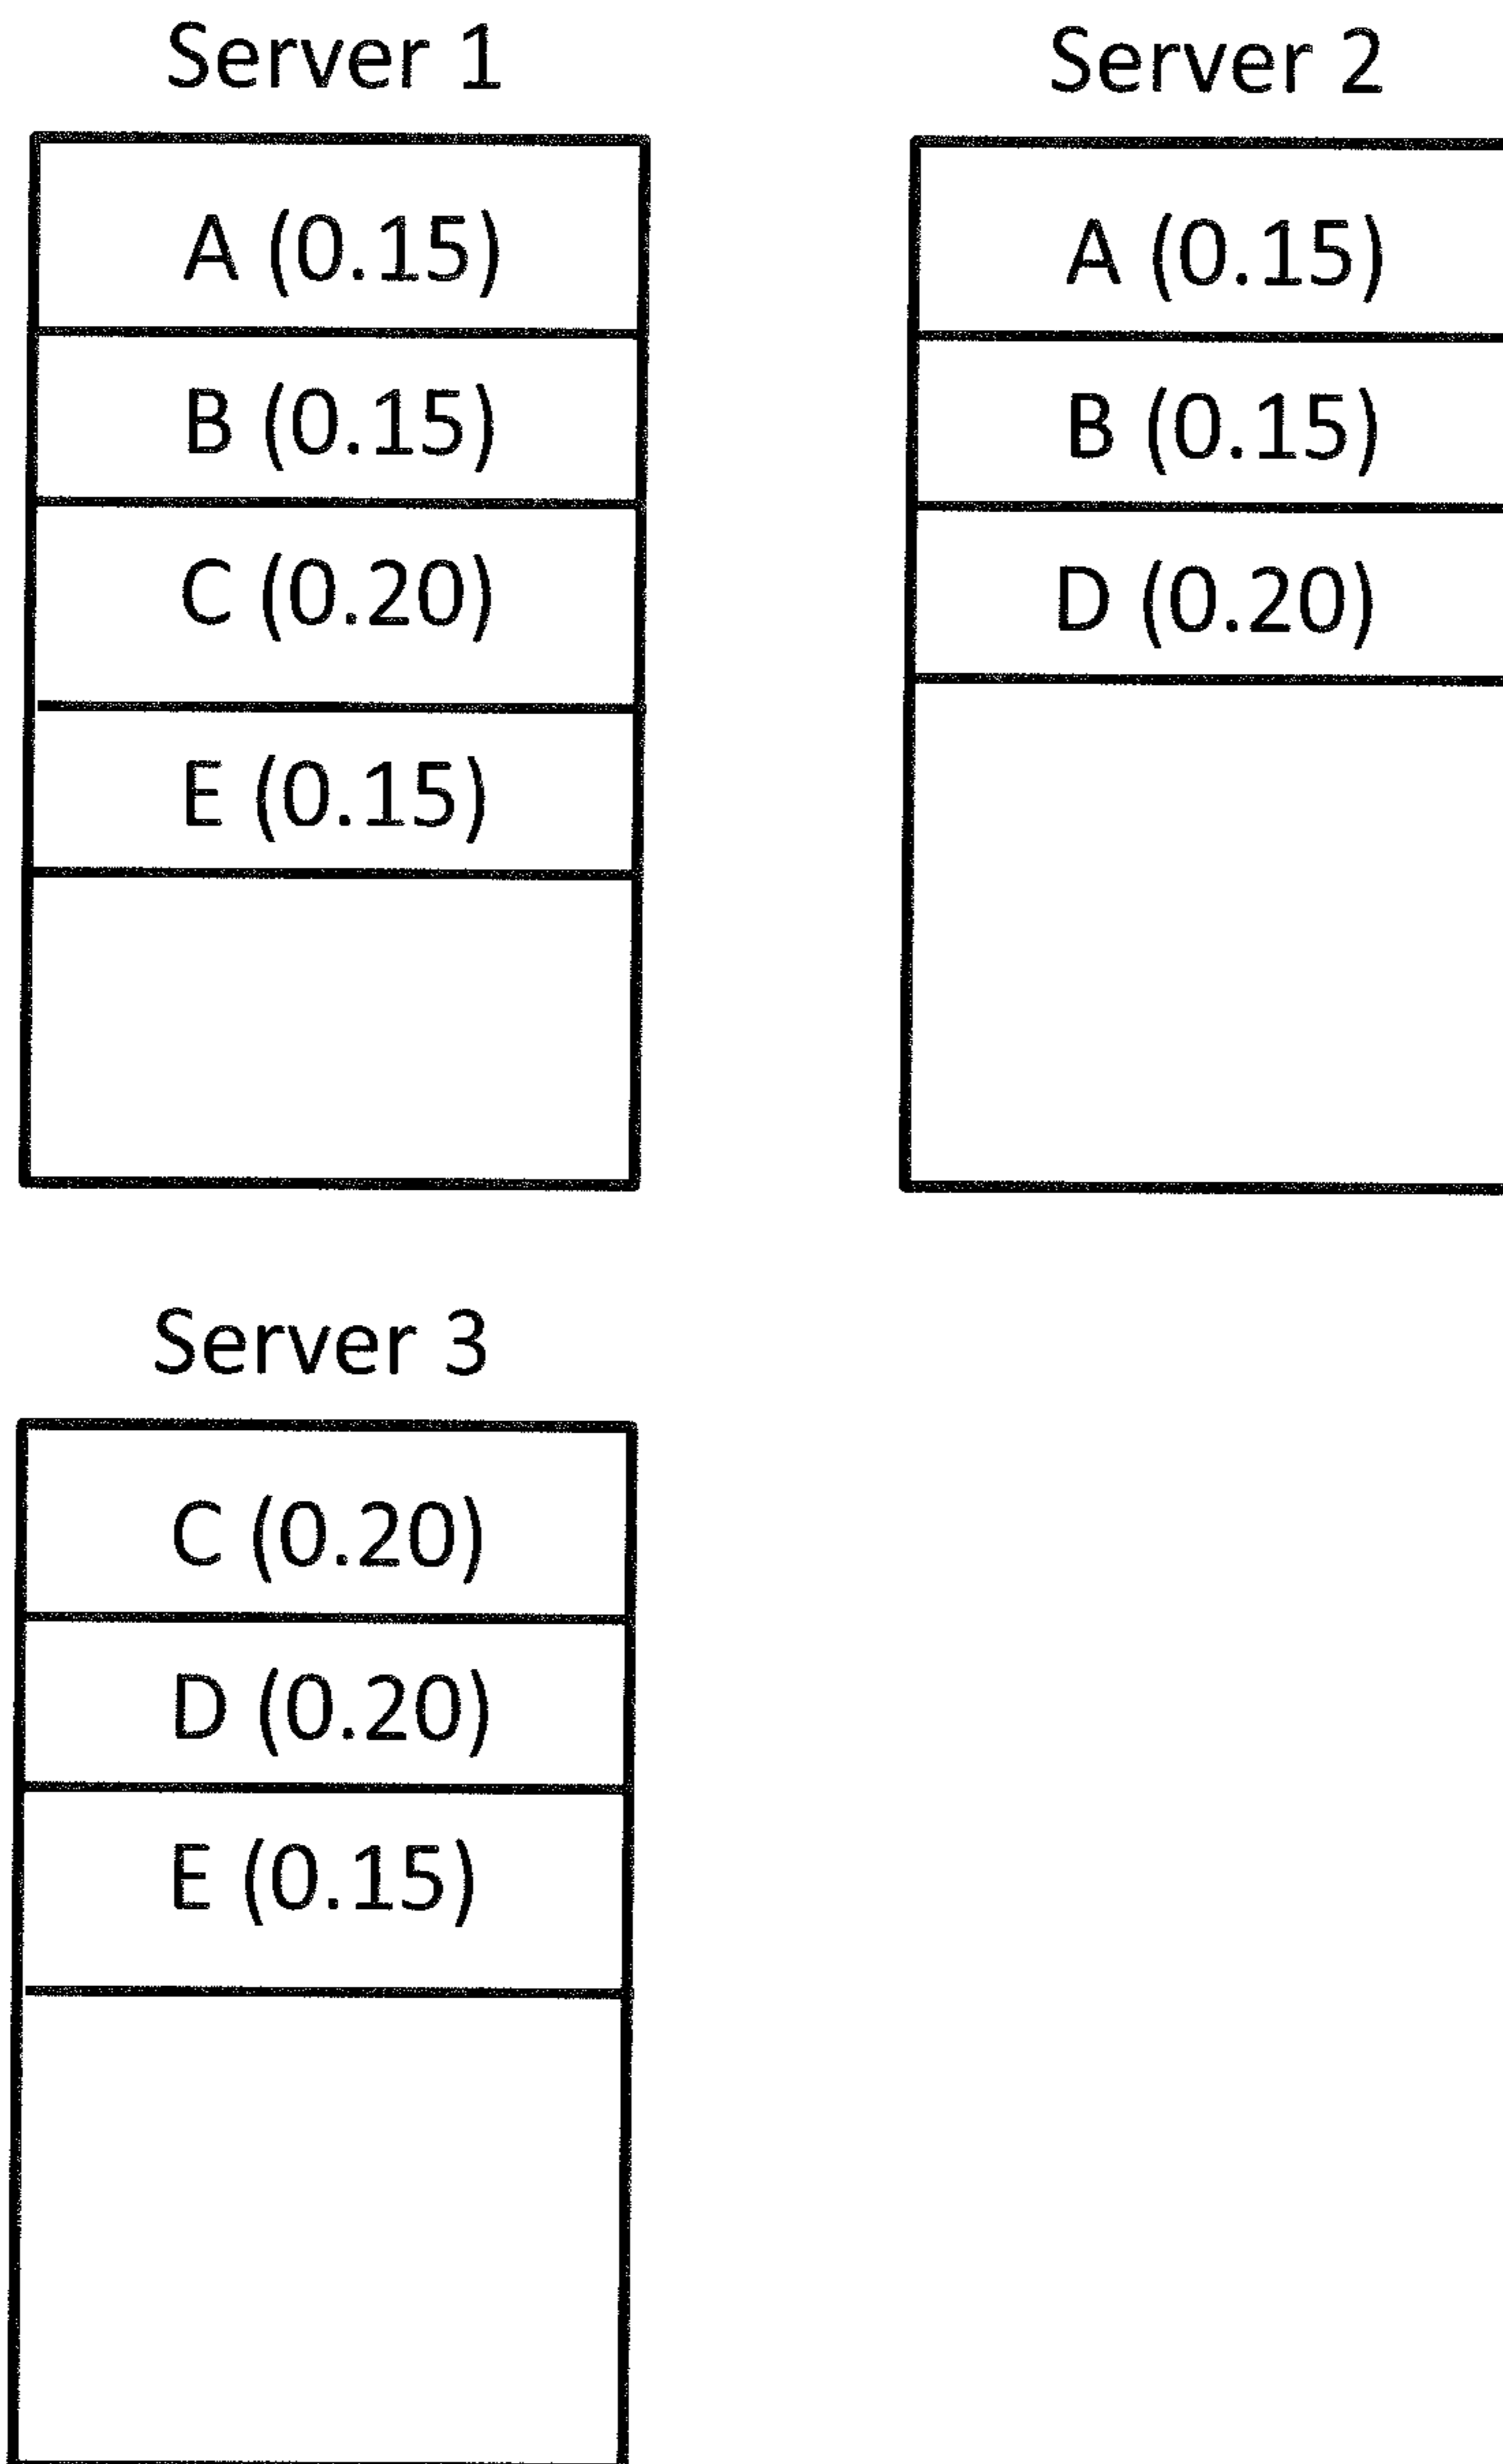 Server 1
A (0.15)
B (0.15)
C (0.20)
E (0.15)
Server 2
A (0.15)
B (0.15)
D (0.20)
Server 3
C (0.20)
D (0.20)
E (0.15)